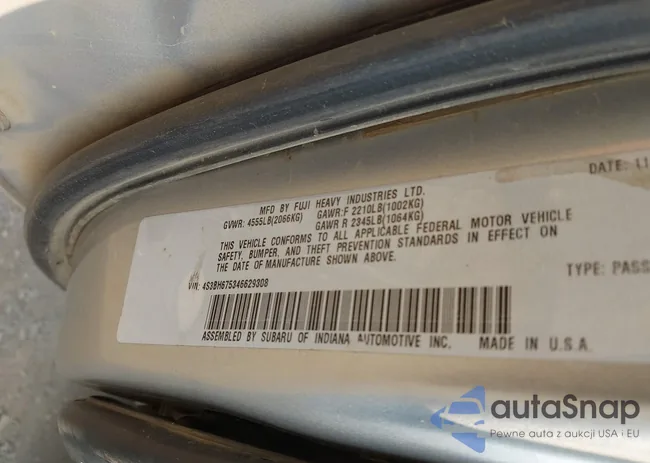 DATE: 11
MFD BY FUJI HEAVY INDUSTRIES LTD.
GVWR: 4555LB(2066KG) GAWR:F 2210LB(1002KG)
GAWR R 2345LB(1064KG)
THIS VEHICLE CONFORMS TO ALL APPLICABLE FEDERAL MOTOR VEHICLE
SAFETY, BUMPER, AND THEFT PREVENTION STANDARDS IN EFFECT ON
THE DATE OF MANUFACTURE SHOWN ABOVE.
VIN: 4S3BH675346629308 TYPE: PASS
ASSEMBLED BY SUBARU OF INDIANA AUTOMOTIVE INC. MADE IN U.S.A.
autaSnap
Pewne auta z aukcji USA i EU